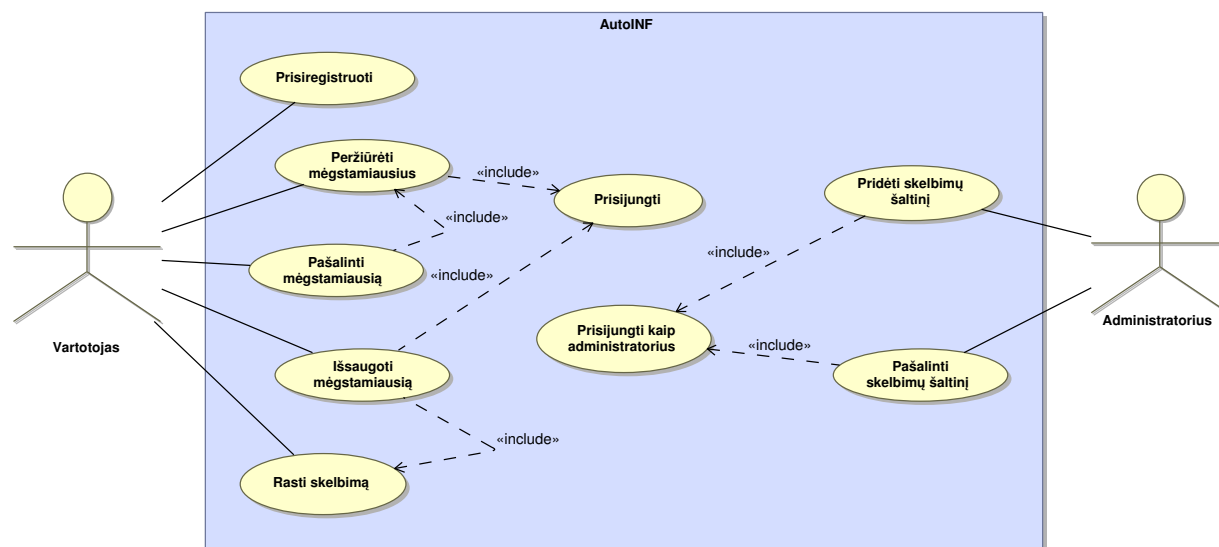 AutoINF
Prisiregistruoti
Peržiūrėti
mėgstamiausius
«include»
Prisijungti
«include»
Pašalinti
mėgstamiausią
«include»
Išsaugoti
mėgstamiausią
«include»
Rasti skelbimą
Vartotojas
Pridėti skelbimų
šaltinį
«include»
Prisijungti kaip
administratorius
«include»
Pašalinti
skelbimų šaltinį
Administratorius